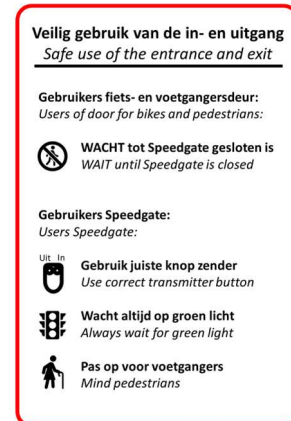 Veilig gebruik van de in- en uitgang
Safe use of the entrance and exit
Gebruikers fiets- en voetgangersdeur:
Users of door for bikes and pedestrians:
WACHT tot Speedgate gesloten is
WAIT until Speedgate is closed
Gebruikers Speedgate:
Users Speedgate:
Uit In
Gebruik juiste knop zender
Use correct transmitter button
Wacht altijd op groen licht
Always wait for green light
Pas op voor voetgangers
Mind pedestrians